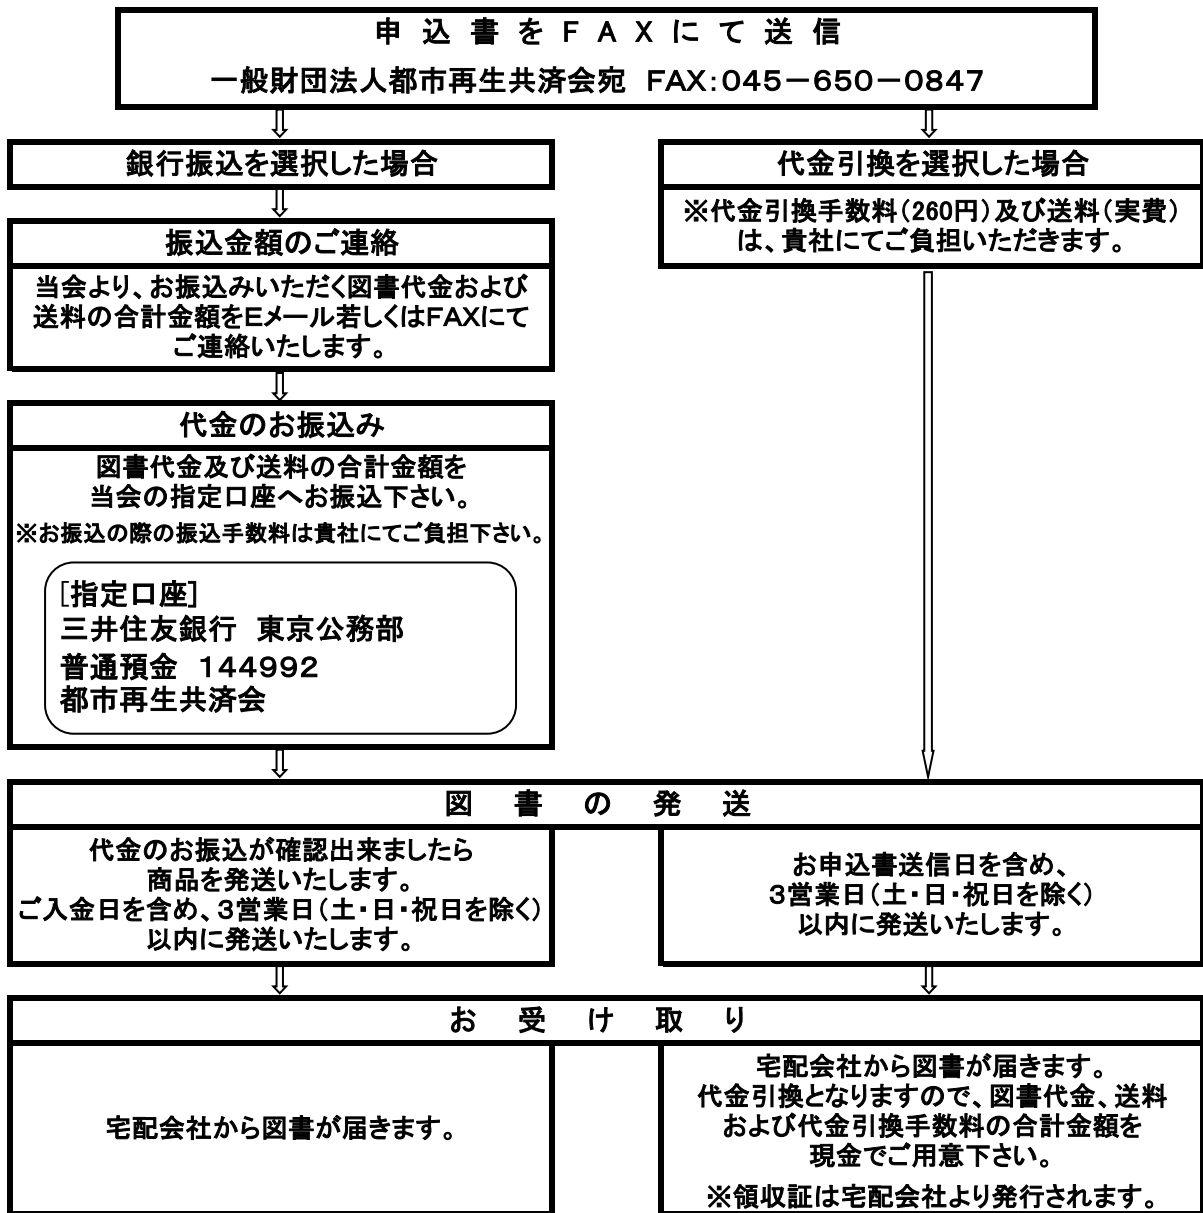 申込書をFAXにて送信
一般財団法人都市再生共済会宛 FAX:045-650-0847
銀行振込を選択した場合
振込金額のご連絡
当会より、お振込みいただく図書代金および
送料の合計金額をEメール若しくはFAXにて
ご連絡いたします。
代金のお振込み
図書代金及び送料の合計金額を
当会の指定口座へお振込下さい。
※お振込の際の振込手数料は貴社にてご負担下さい。
[指定口座]
三井住友銀行 東京公務部
普通預金 144992
都市再生共済会
代金引換を選択した場合
※代金引換手数料(260円)及び送料(実費)
は、貴社にてご負担いただきます。
図書の発送
代金のお振込が確認出来ましたら
商品を発送いたします。
ご入金日を含め、3営業日(土・日・祝日を除く)
以内に発送いたします。
お申込書送信日を含め、
3営業日(土・日・祝日を除く)
以内に発送いたします。
お受け取り
宅配会社から図書が届きます。
宅配会社から図書が届きます。
代金引換となりますので、図書代金、送料
および代金引換手数料の合計金額を
現金でご用意下さい。
※領収証は宅配会社より発行されます。